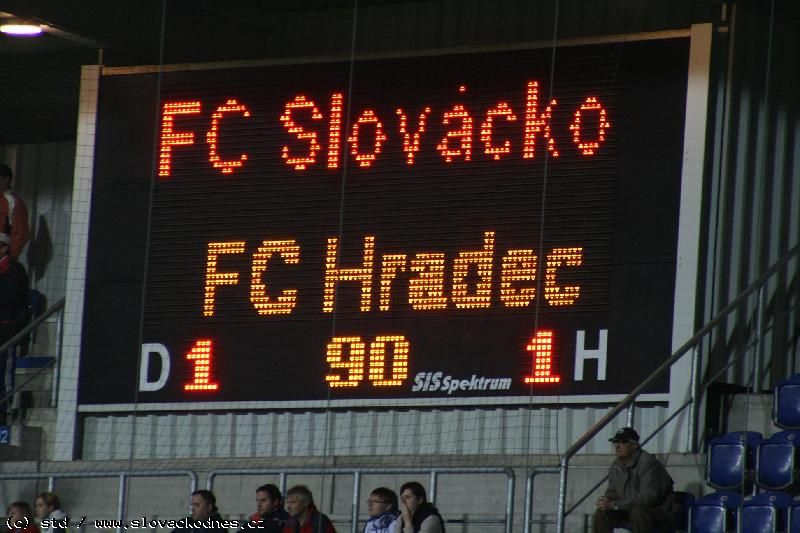 FC Slovácko
FC Hradec
D 1 90 SiS Spektrum 1 H
(c) std / www.slovackodnes.cz